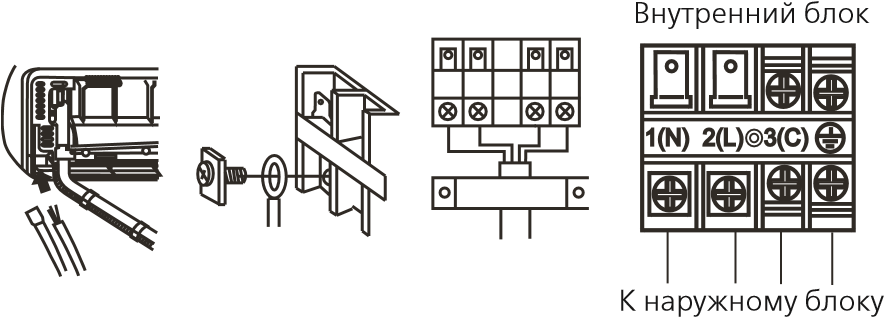 Внутренний блок
1(N) 2(L) 3(C)
К наружному блоку